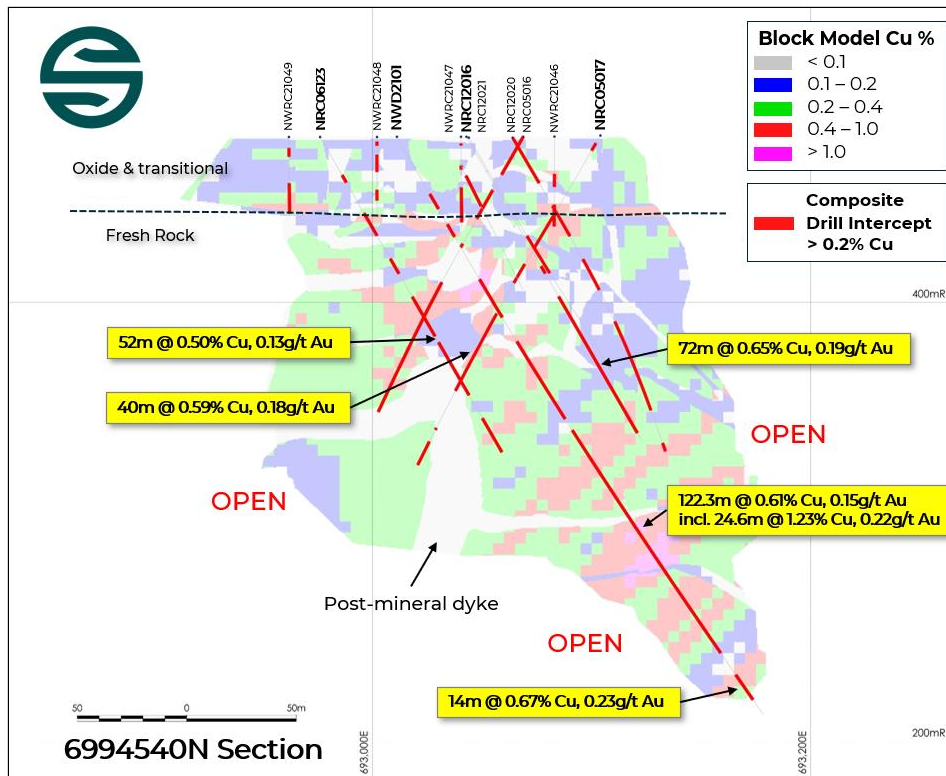 Block Model Cu %
< 0.1
0.1 – 0.2
0.2 – 0.4
0.4 – 1.0
> 1.0
Composite
Drill Intercept
> 0.2% Cu
NWRC21049
NRC06123
NWRC21048
NWD2101
NWRC21047
NRC12016
NRC12021
NRC12020
NRC05016
NWRC21046
NRC05017
Oxide & transitional
Fresh Rock
400mR
52m @ 0.50% Cu, 0.13g/t Au
72m @ 0.65% Cu, 0.19g/t Au
40m @ 0.59% Cu, 0.18g/t Au
OPEN
OPEN
122.3m @ 0.61% Cu, 0.15g/t Au
incl. 24.6m @ 1.23% Cu, 0.22g/t Au
Post-mineral dyke
OPEN
14m @ 0.67% Cu, 0.23g/t Au
50 0 50m
6994540N Section
693,000E
693,200E
200mR